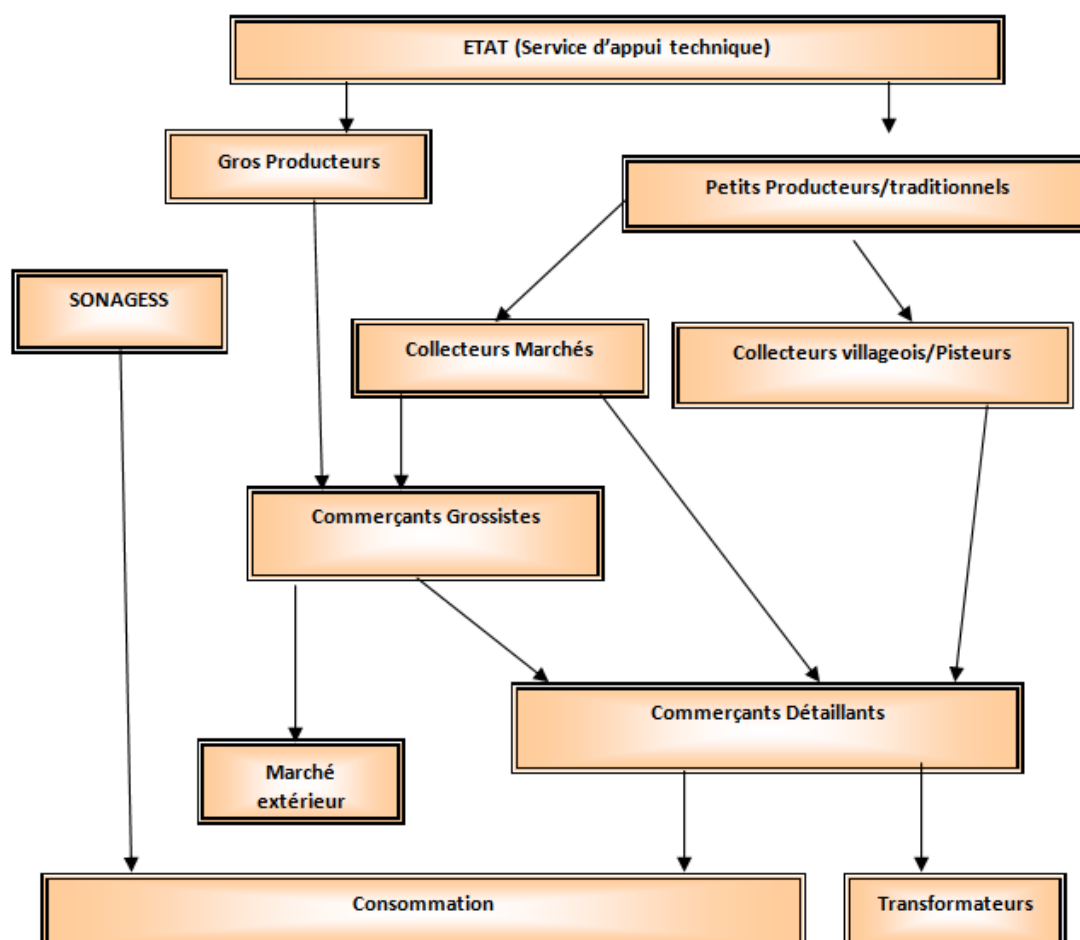 ETAT (Service d'appui technique)
Gros Producteurs
Petits Producteurs/traditionnels
SONAGESS
Collecteurs Marchés
Collecteurs villageois/Pisteurs
Commerçants Grossistes
Commerçants Détaillants
Marché
extérieur
Consommation
Transformateurs